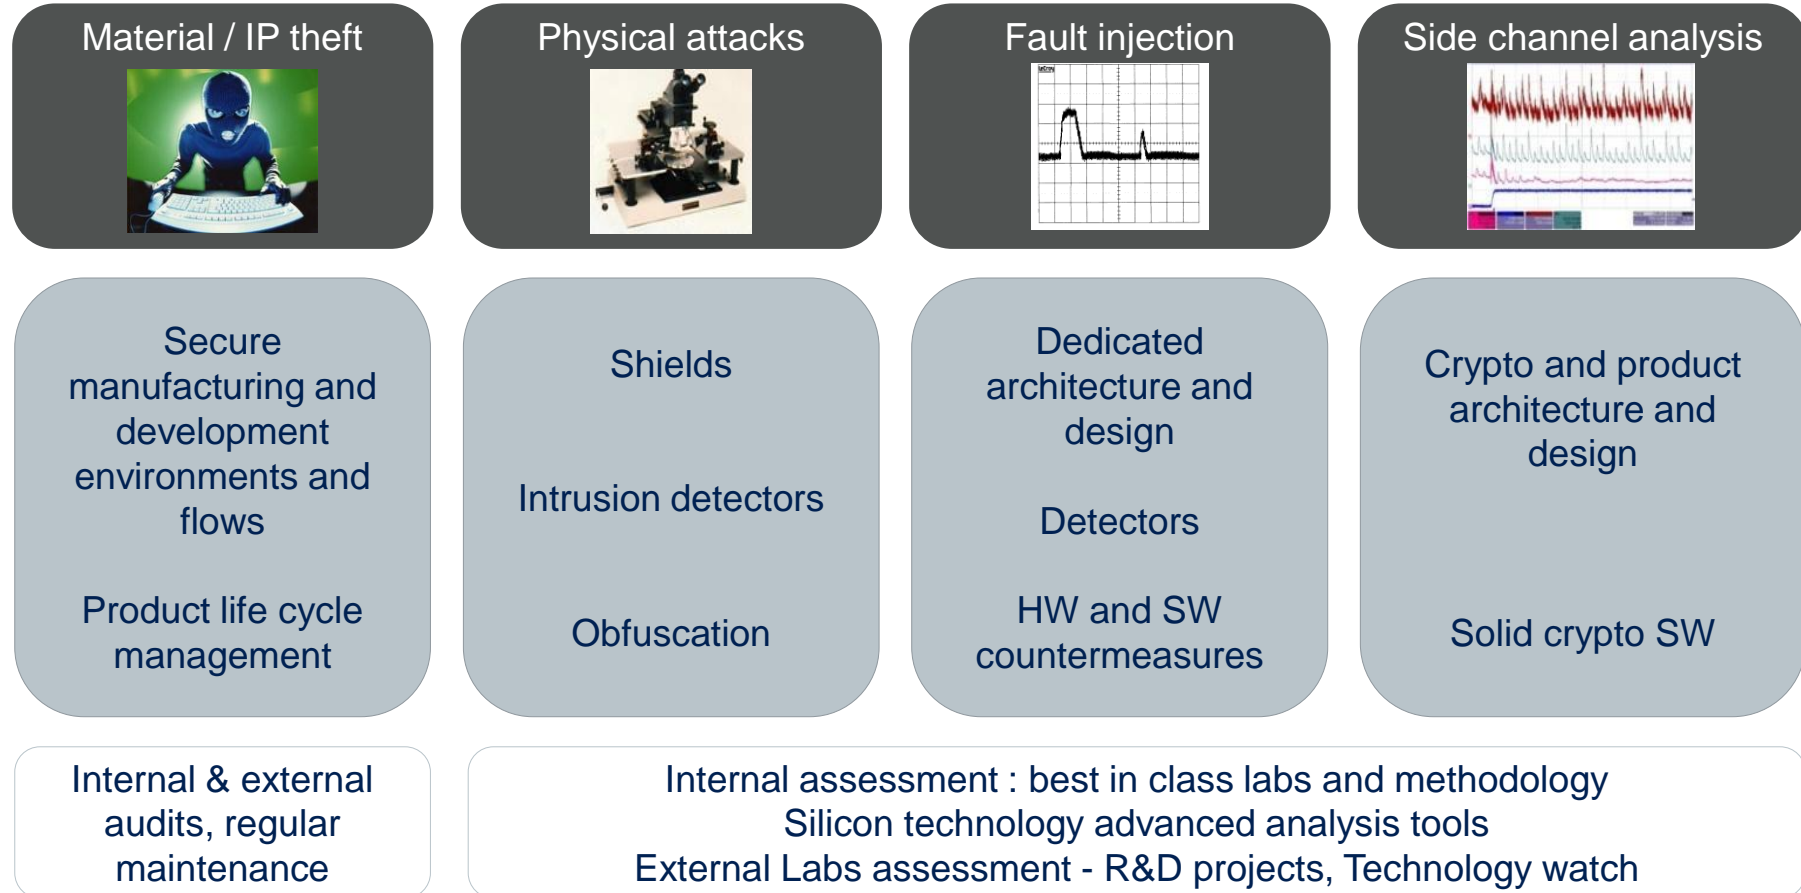 Material / IP theft
Physical attacks
Fault injection
Side channel analysis
Secure
manufacturing and
development
environments and
flows
Product life cycle
management
Shields
Intrusion detectors
Obfuscation
Dedicated
architecture and
design
Detectors
HW and SW
countermeasures
Crypto and product
architecture and
design
Solid crypto SW
Internal & external
audits, regular
maintenance
Internal assessment : best in class labs and methodology
Silicon technology advanced analysis tools
External Labs assessment - R&D projects, Technology watch